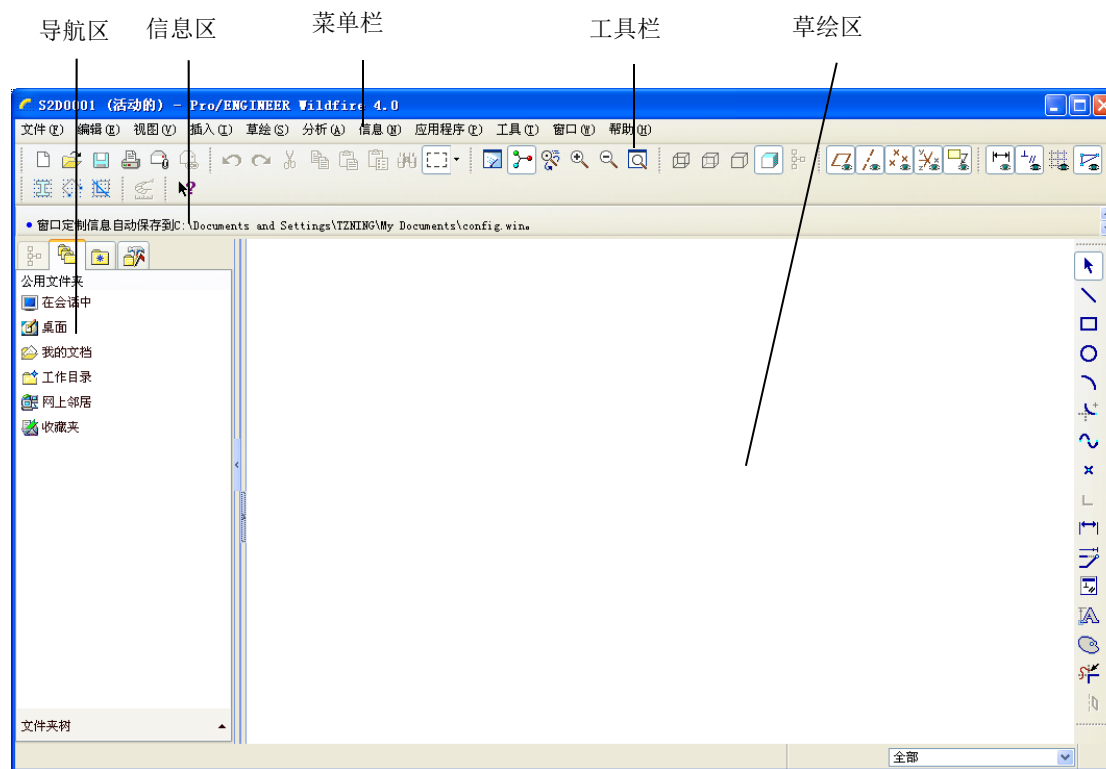 导航区 信息区 菜单栏 工具栏 草绘区
S2D0001 (活动的) - Pro/ENGINEER Wildfire 4.0
文件(F) 编辑(E) 视图(V) 插入(I) 草绘(S) 分析(A) 信息(N) 应用程序(P) 工具(T) 窗口(W) 帮助(H)
• 窗口定制信息自动保存到C:\Documents and Settings\TZNING\My Documents\config.win。
公用文件夹
在会话中
桌面
我的文档
工作目录
网上邻居
收藏夹
文件夹树
全部